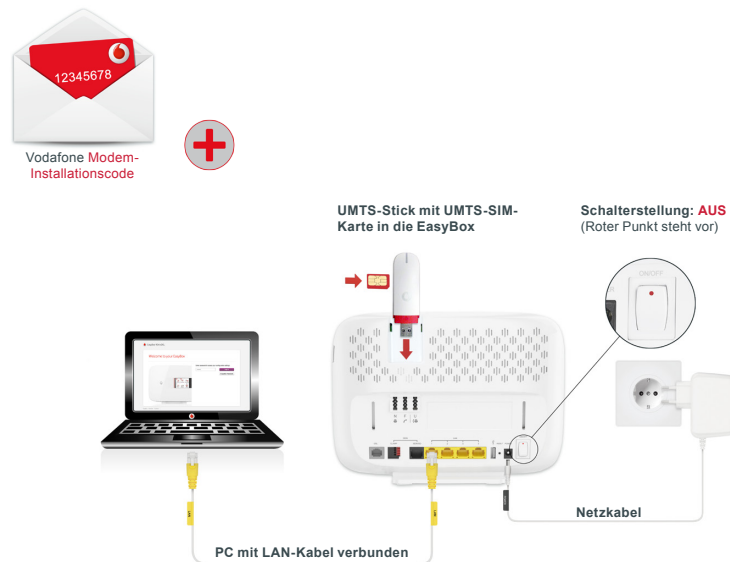 12345678
Vodafone Modem-
Installationscode
UMTS-Stick mit UMTS-SIM-
Karte in die EasyBox
Schalterstellung: AUS
(Roter Punkt steht vor)
ON/OFF
Netzkabel
PC mit LAN-Kabel verbunden